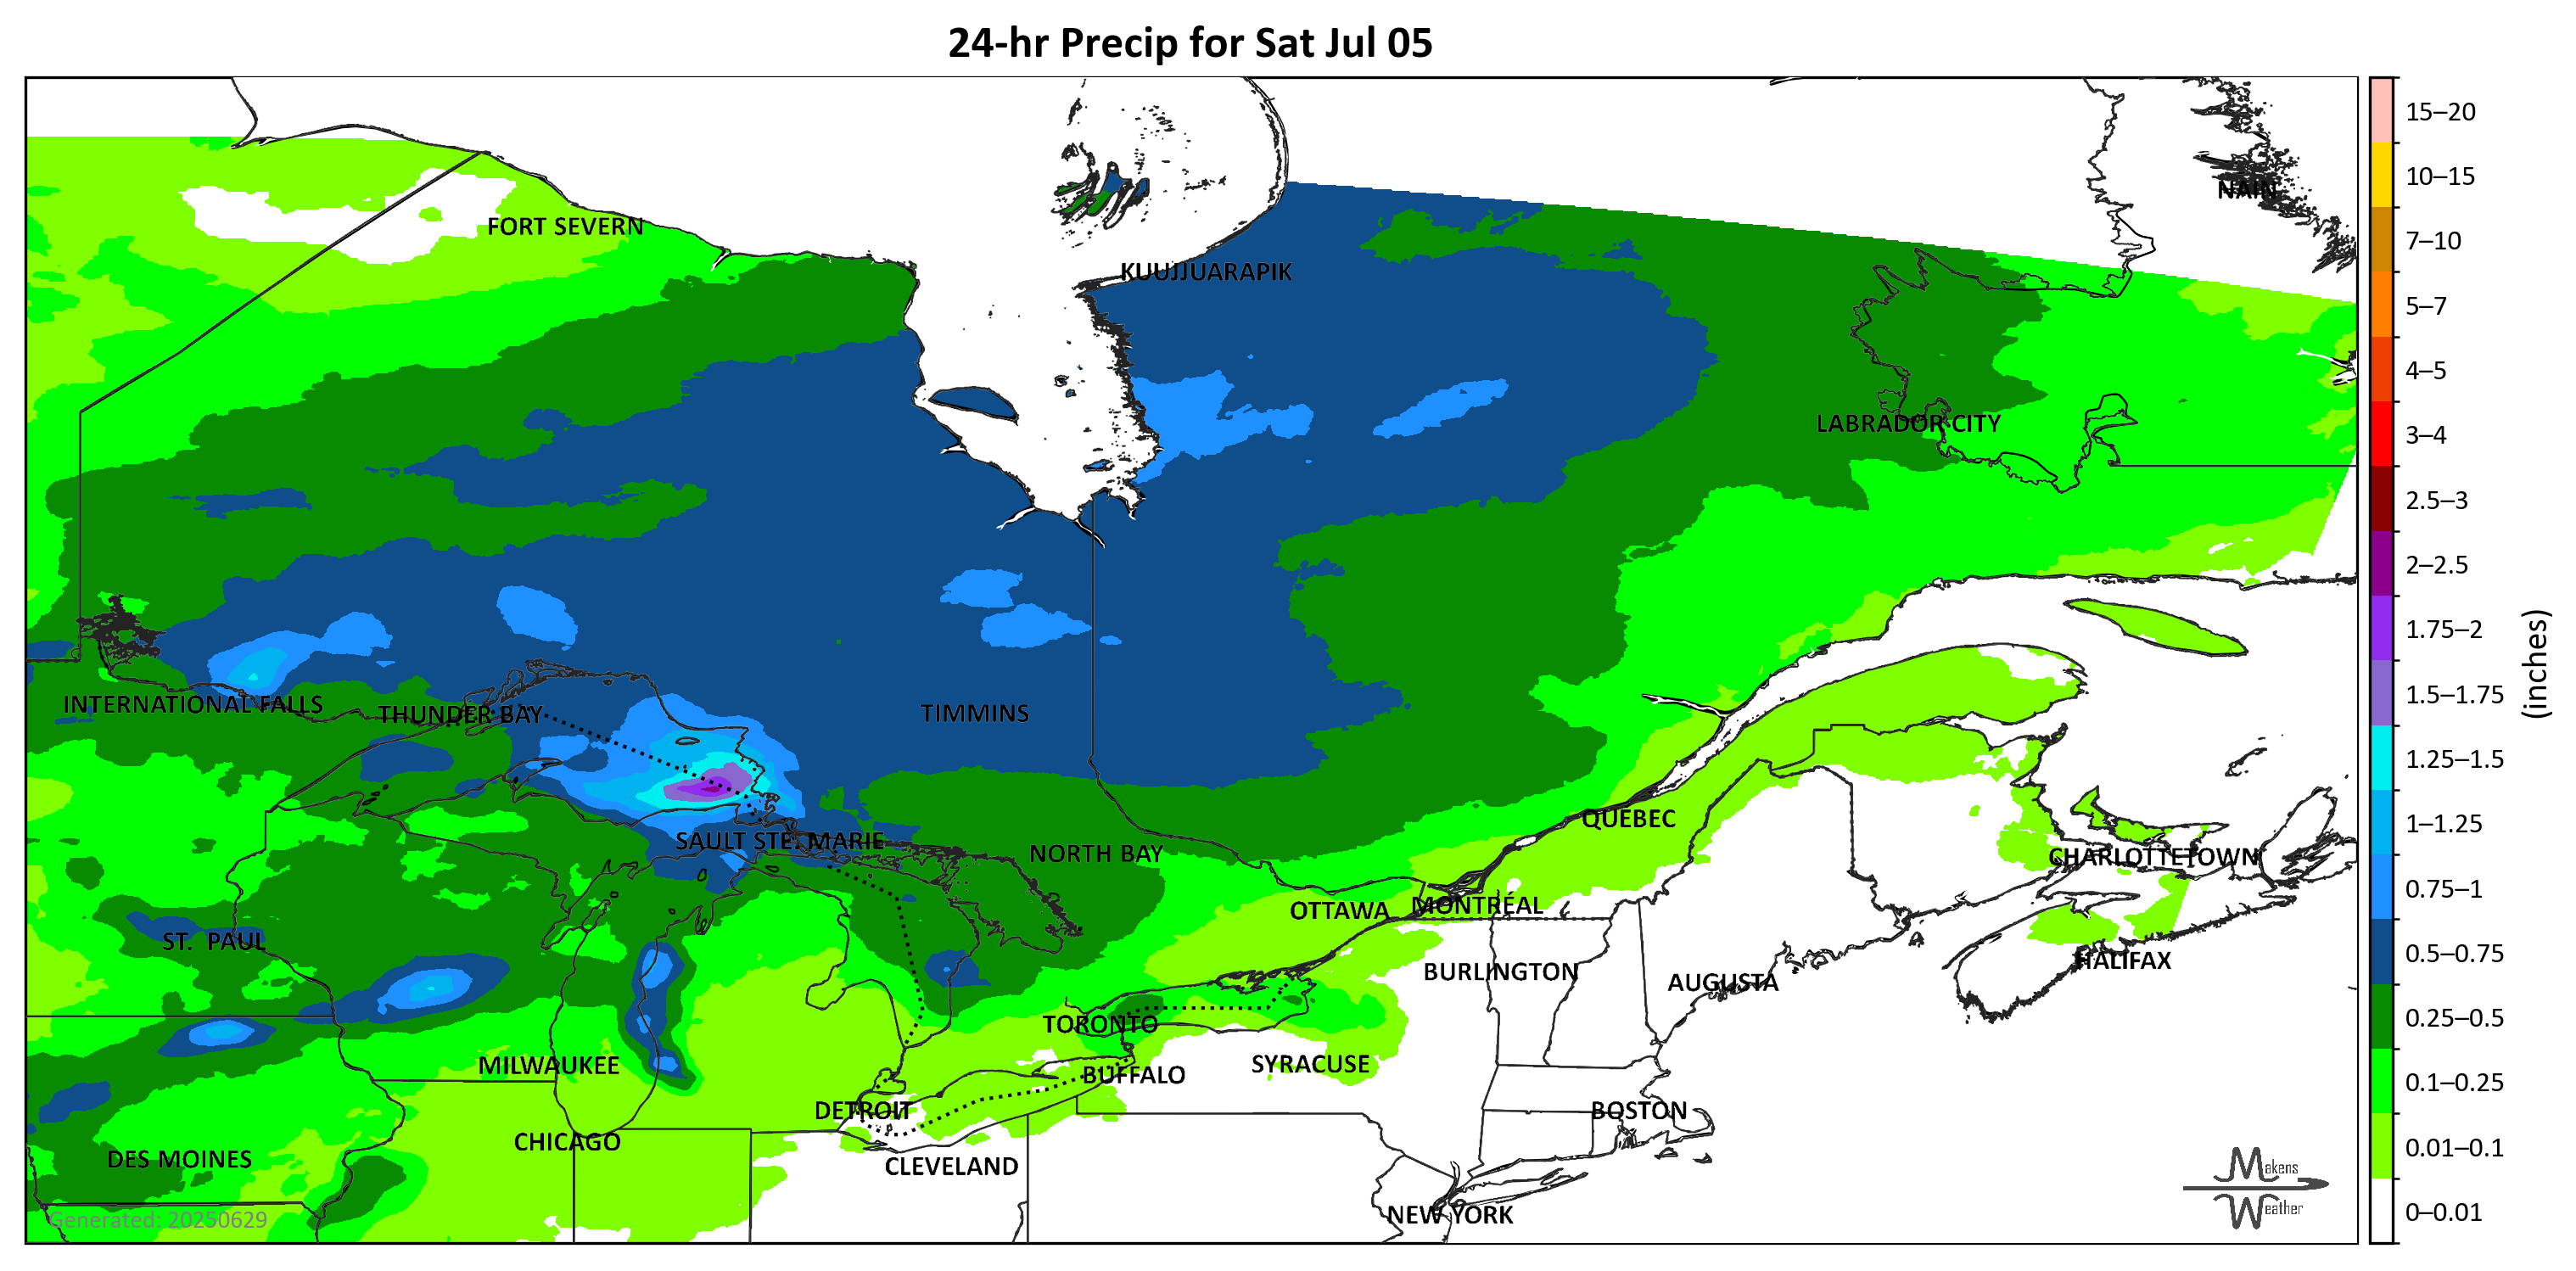 24-hr Precip for Sat Jul 05
NAIN
FORT SEVERN
KUUJJUARAPIK
LABRADOR CITY
INTERNATIONAL FALLS
THUNDER BAY
TIMMINS
QUEBEC
SAULT STE. MARIE
NORTH BAY
CHARLOTTETOWN
OTTAWA
MONTRÉAL
ST. PAUL
HALIFAX
BURLINGTON
AUGUSTA
TORONTO
MILWAUKEE
SYRACUSE
BUFFALO
DETROIT
BOSTON
CHICAGO
DES MOINES
CLEVELAND
NEW YORK
Generated: 20250629
Makens
Weather
15–20
10–15
7–10
5–7
4–5
3–4
2.5–3
2–2.5
1.75–2
1.5–1.75
1.25–1.5
1–1.25
0.75–1
0.5–0.75
0.25–0.5
0.1–0.25
0.01–0.1
0–0.01
(inches)